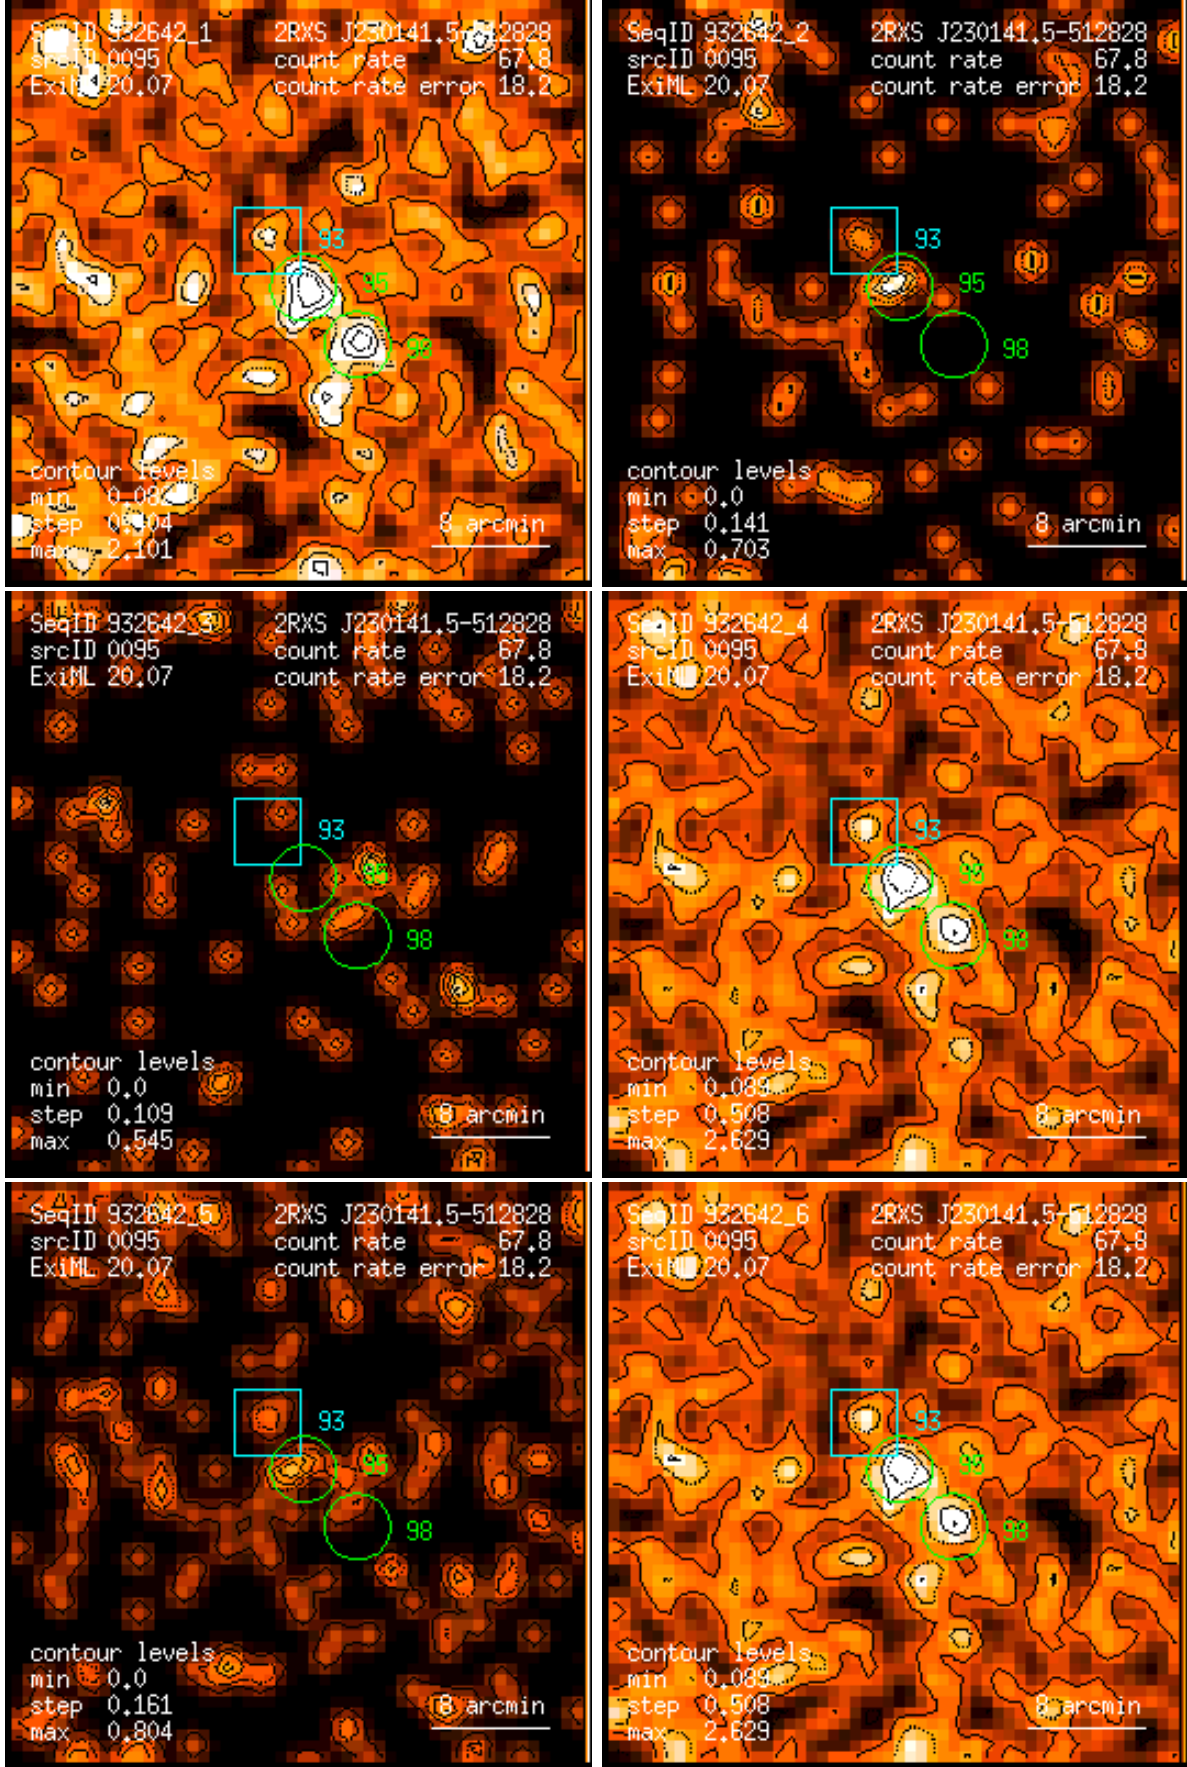 SeqID 932642_1 2RXS J230141.5-512828
srcID 0095 count rate 67.8
ExiML 20.07 count rate error 18.2
93
95
98
contour levels
min 0.082
step 0.404
max 2.101
8 arcmin
SeqID 932642_2 2RXS J230141.5-512828
srcID 0095 count rate 67.8
ExiML 20.07 count rate error 18.2
93
95
98
contour levels
min 0.0
step 0.141
max 0.703
8 arcmin
SeqID 932642_3 2RXS J230141.5-512828
srcID 0095 count rate 67.8
ExiML 20.07 count rate error 18.2
93
95
98
contour levels
min 0.0
step 0.109
max 0.545
8 arcmin
SeqID 932642_4 2RXS J230141.5-512828
srcID 0095 count rate 67.8
ExiML 20.07 count rate error 18.2
93
95
98
contour levels
min 0.089
step 0.508
max 2.629
8 arcmin
SeqID 932642_5 2RXS J230141.5-512828
srcID 0095 count rate 67.8
ExiML 20.07 count rate error 18.2
93
95
98
contour levels
min 0.0
step 0.161
max 0.804
8 arcmin
SeqID 932642_6 2RXS J230141.5-512828
srcID 0095 count rate 67.8
ExiML 20.07 count rate error 18.2
93
95
98
contour levels
min 0.089
step 0.508
max 2.629
8 arcmin